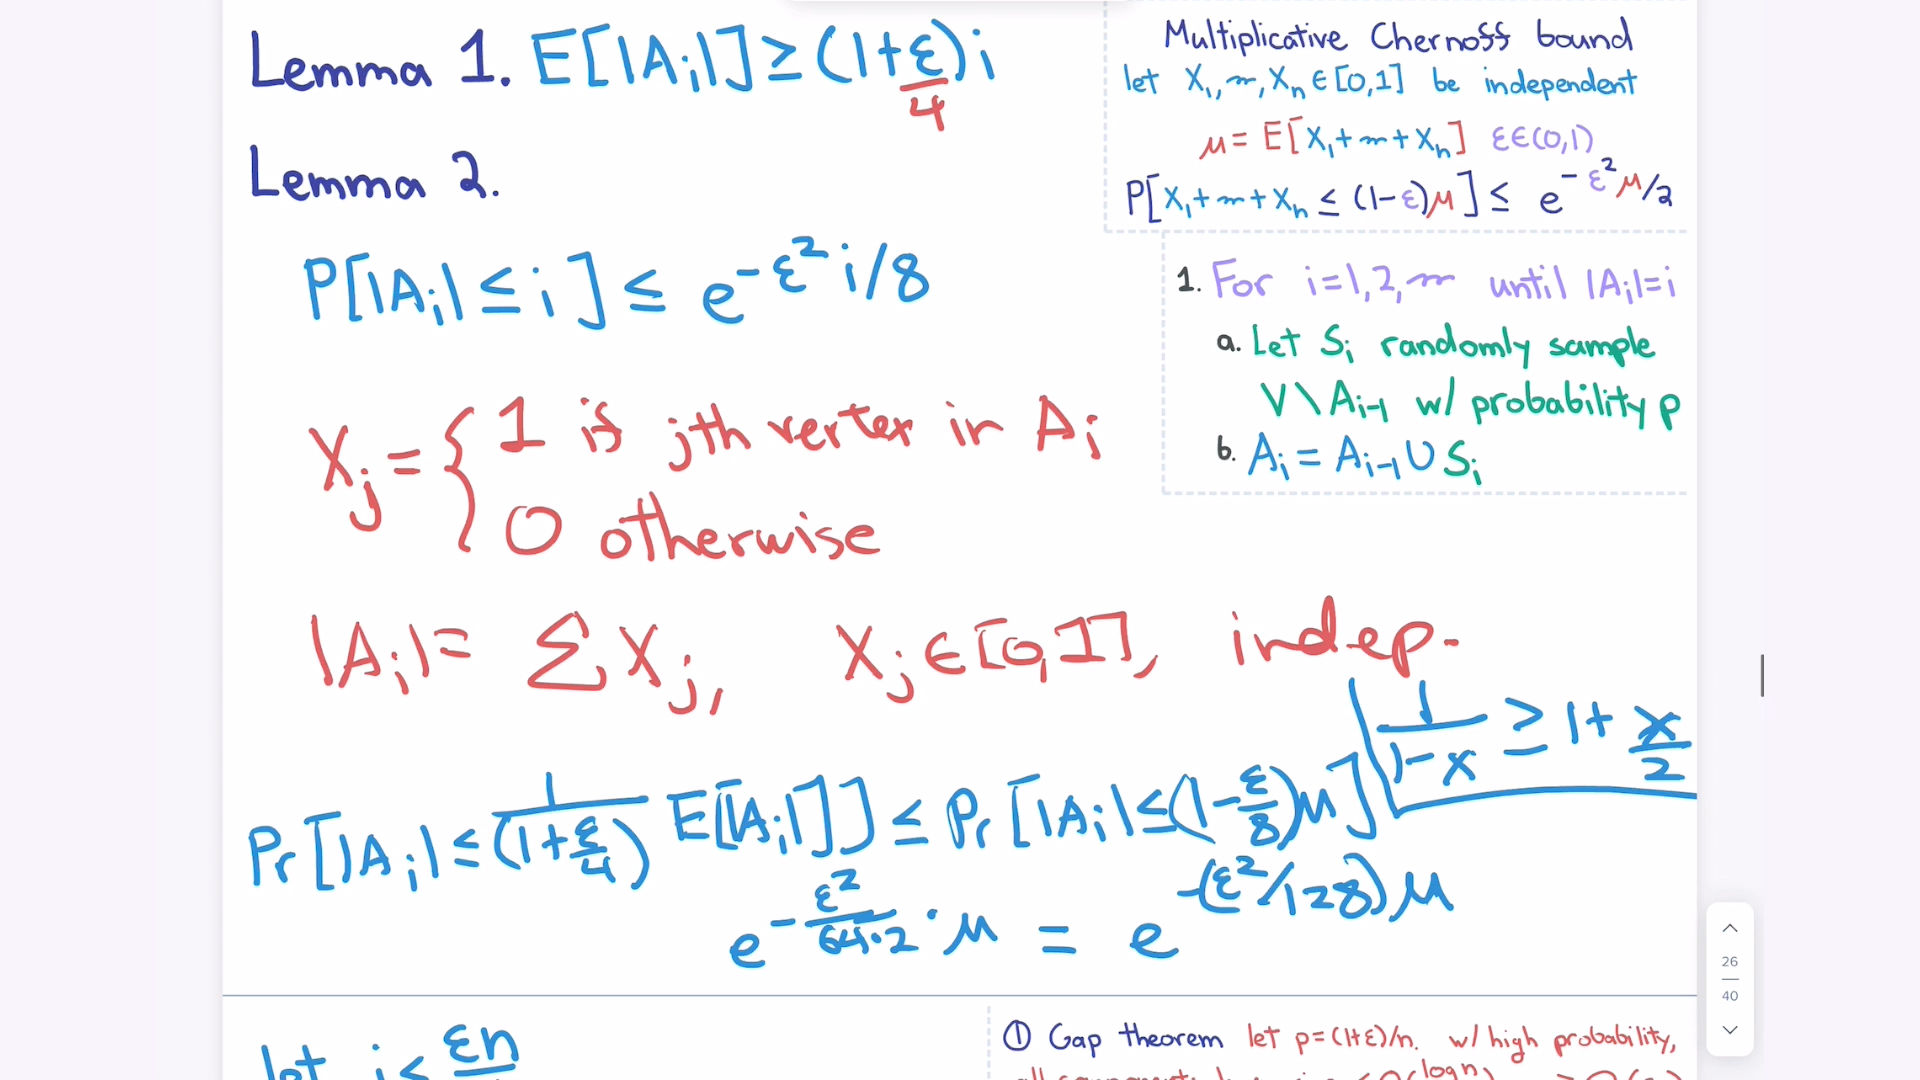 Lemma 1. E[|A_i|] ≥ (1+ε/4)i
Lemma 2.
P[|A_i| ≤ i] ≤ e^{-ε² i/8}
X_j = { 1 if jth vertex in A_i
0 otherwise
|A_i| = Σ X_j, X_j ∈ [0,1], indep.
1/(1-x) ≥ 1 + x/2
Pr[|A_i| ≤ 1/(1+ε/4) E[|A_i|]] ≤ Pr[|A_i| ≤ (1-ε/8)μ]
e^{-ε²/(64·2)·μ} = e^{-(ε²/128)μ}
Multiplicative Chernoff bound
let X_1,…,X_n ∈ [0,1] be independent
μ = E[X_1+…+X_n] ε∈(0,1)
P[X_1+…+X_n ≤ (1-ε)μ] ≤ e^{-ε²μ/2}
1. For i=1,2,… until |A_i|=i
a. Let S_i randomly sample
V\A_{i-1} w/ probability p
b. A_i = A_{i-1} ∪ S_i
let i ≤ εn
① Gap theorem let p=(1+ε)/n. w/ high probability,
26
40